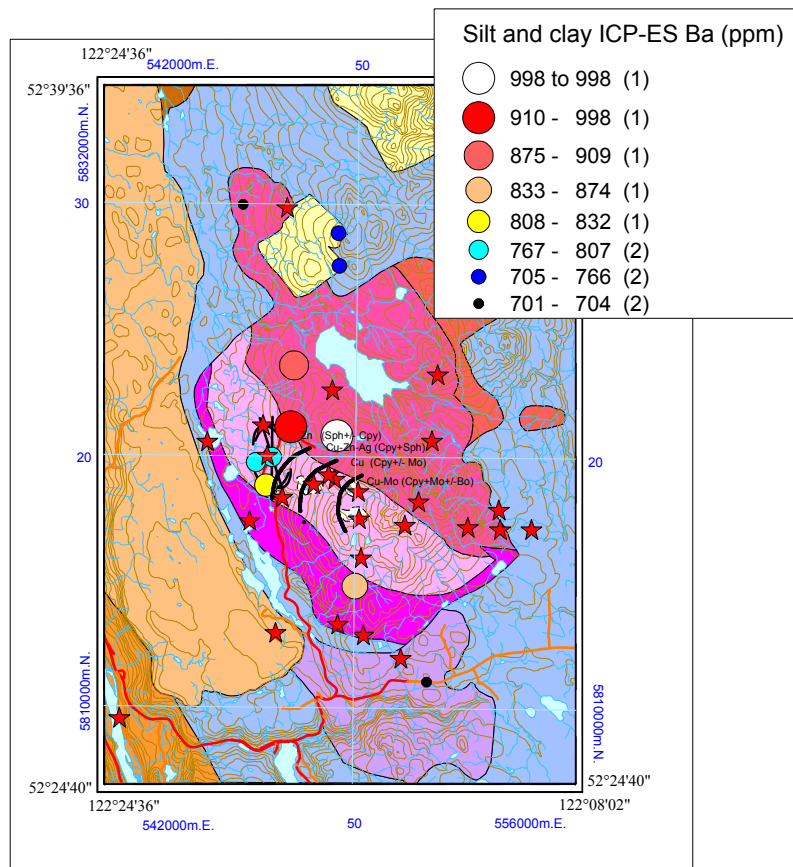 Silt and clay ICP-ES Ba (ppm)
998 to 998 (1)
910 - 998 (1)
875 - 909 (1)
833 - 874 (1)
808 - 832 (1)
767 - 807 (2)
705 - 766 (2)
701 - 704 (2)
122°24'36"
542000m.E.
50
52°39'36"
5832000m.N.
30
Zn (Sph+/- Cpy)
Cu-Zn-Ag (Cpy+Sph)
20
20
Cu (Cpy+/- Mo)
Cu-Mo (Cpy+Mo+/-Bo)
5810000m.N.
5810000m.N.
52°24'40"
52°24'40"
122°24'36"
122°08'02"
542000m.E.
50
556000m.E.